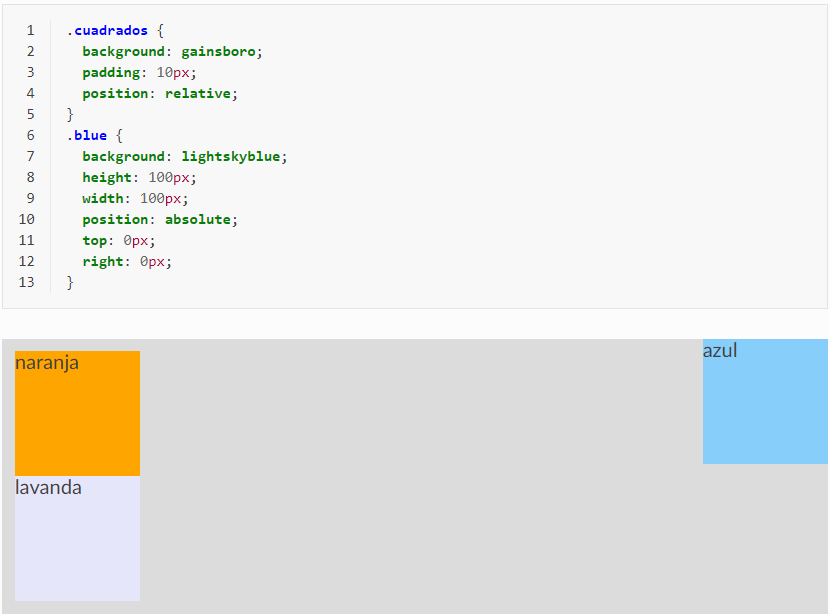 1 .cuadrados {
2 background: gainsboro;
3 padding: 10px;
4 position: relative;
5 }
6 .blue {
7 background: lightskyblue;
8 height: 100px;
9 width: 100px;
10 position: absolute;
11 top: 0px;
12 right: 0px;
13 }
naranja
azul
lavanda